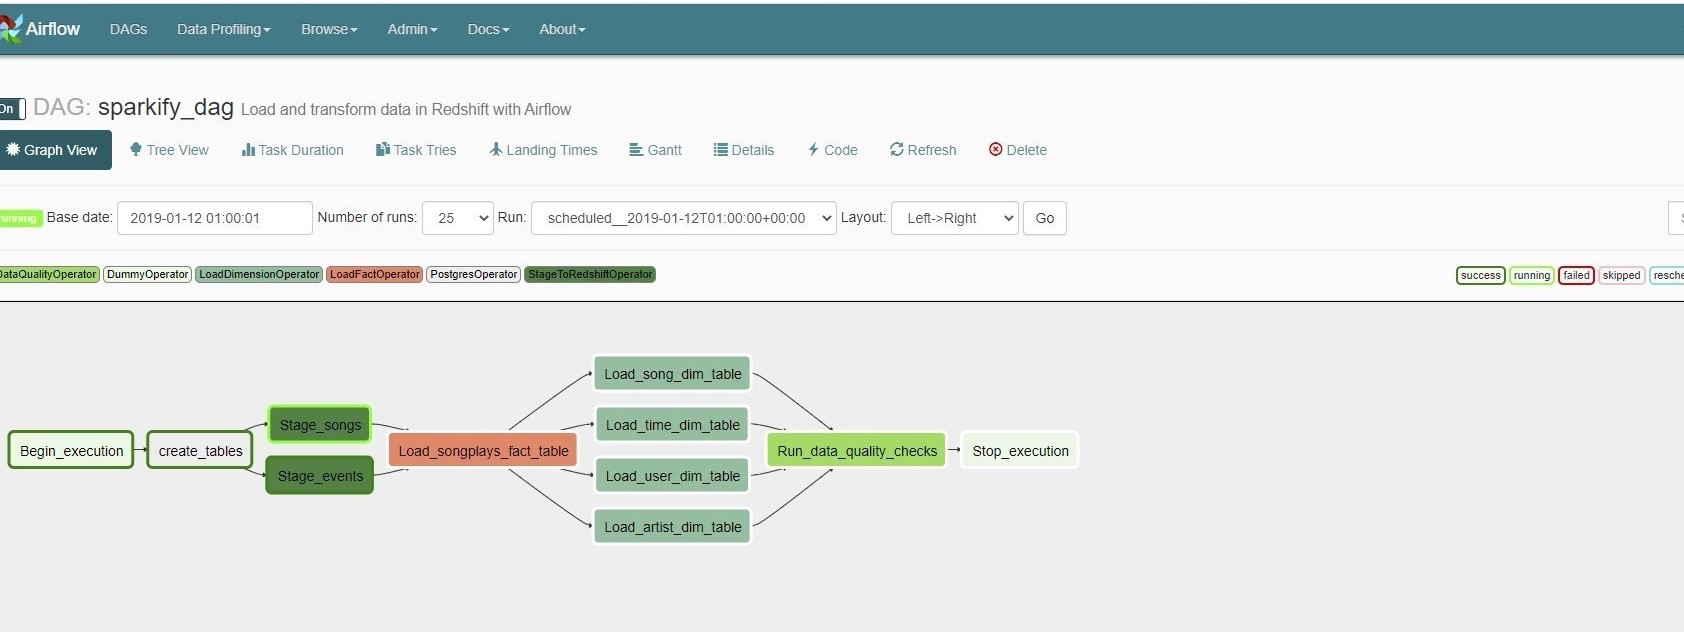 Airflow DAGs Data Profiling Browse Admin Docs About
On DAG: sparkify_dag Load and transform data in Redshift with Airflow
Graph View Tree View Task Duration Task Tries Landing Times Gantt Details Code Refresh Delete
running Base date: 2019-01-12 01:00:01 Number of runs: 25 Run: scheduled__2019-01-12T01:00:00+00:00 Layout: Left->Right Go
DataQualityOperator DummyOperator LoadDimensionOperator LoadFactOperator PostgresOperator StageToRedshiftOperator success running failed skipped
Load_song_dim_table
Stage_songs Load_time_dim_table
Begin_execution create_tables Load_songplays_fact_table Run_data_quality_checks Stop_execution
Stage_events Load_user_dim_table
Load_artist_dim_table